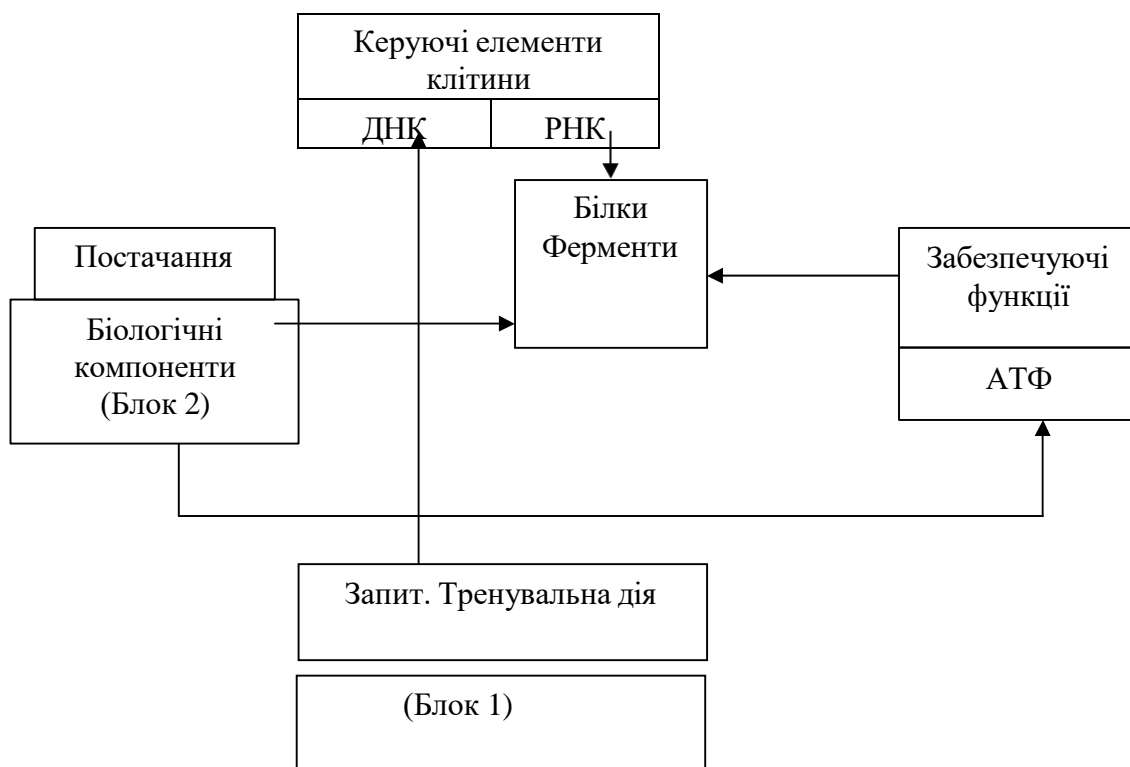 Керуючі елементи
клітини
ДНК
РНК
Білки
Ферменти
Постачання
Біологічні
компоненти
(Блок 2)
Забезпечуючі
функції
АТФ
Запит. Тренувальна дія
(Блок 1)